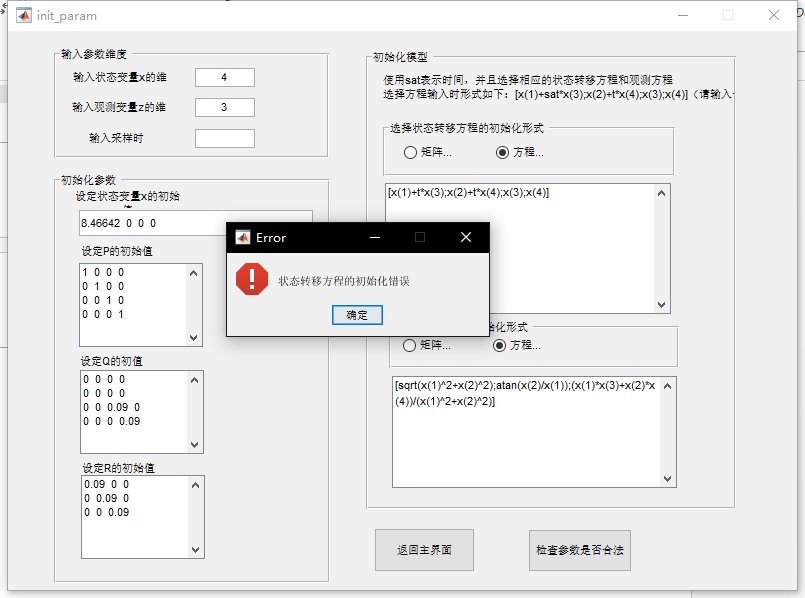 init_param
输入参数维度
输入状态变量x的维
4
输入观测变量z的维
3
输入采样时
初始化参数
设定状态变量x的初始
8.46642 0 0 0
设定P的初始值
1 0 0 0
0 1 0 0
0 0 1 0
0 0 0 1
设定Q的初值
0 0 0 0
0 0 0 0
0 0 0.09 0
0 0 0 0.09
设定R的初始值
0.09 0 0
0 0.09 0
0 0 0.09
初始化模型
使用sat表示时间，并且选择相应的状态转移方程和观测方程
选择方程输入时形式如下：[x(1)+sat*x(3);x(2)+t*x(4);x(3);x(4)]（请输入
选择状态转移方程的初始化形式
矩阵...
方程...
[x(1)+t*x(3);x(2)+t*x(4);x(3);x(4)]
Error
状态转移方程的初始化错误
确定
始化形式
矩阵...
方程...
[sqrt(x(1)^2+x(2)^2);atan(x(2)/x(1));(x(1)*x(3)+x(2)*x
(4))/(x(1)^2+x(2)^2)]
返回主界面
检查参数是否合法